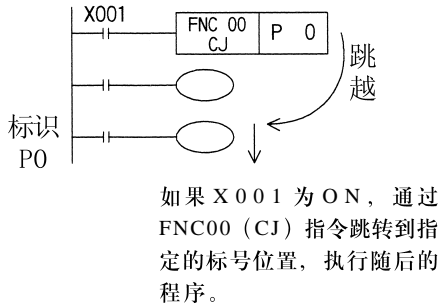 X001
FNC 00
CJ
P 0
跳
越
标识
P0
如果X001为ON，通过
FNC00（CJ）指令跳转到指
定的标号位置，执行随后的
程序。